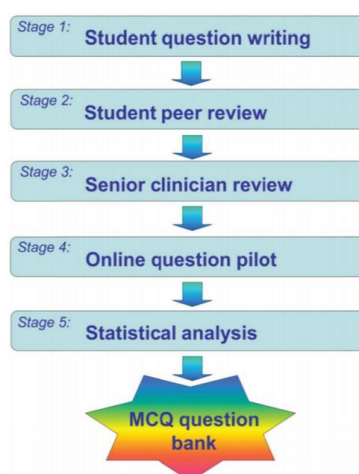 Stage 1:
Student question writing
Stage 2:
Student peer review
Stage 3:
Senior clinician review
Stage 4:
Online question pilot
Stage 5:
Statistical analysis
MCQ question
bank